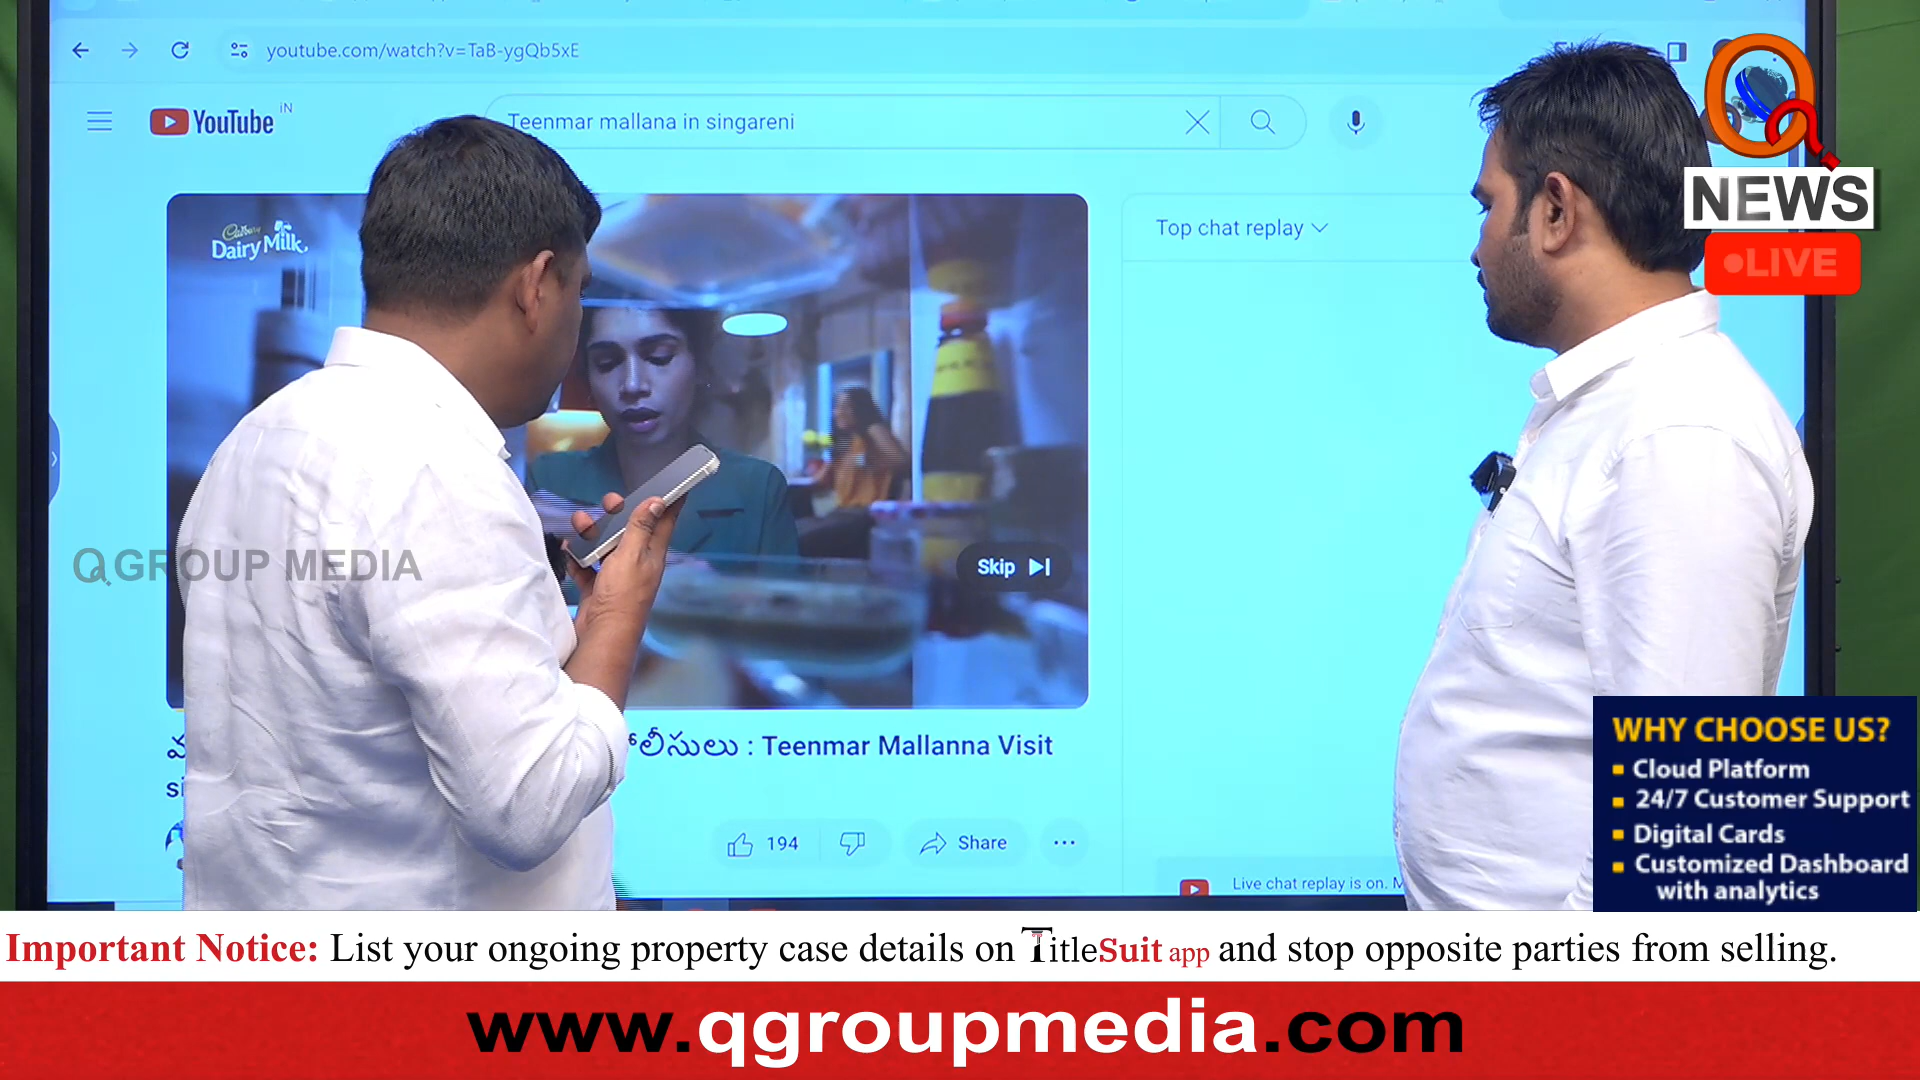 youtube.com/watch?v=TaB-ygQb5xE
YouTube IN
Teenmar mallana in singareni
Cadbury
Dairy Milk
Top chat replay
NEWS
LIVE
Skip
Q GROUP MEDIA
: Teenmar Mallanna Visit
194
Share
Live chat replay is on.
WHY CHOOSE US?
Cloud Platform
24/7 Customer Support
Digital Cards
Customized Dashboard
with analytics
Important Notice: List your ongoing property case details on TitleSuit app and stop opposite parties from selling.
www.qgroupmedia.com